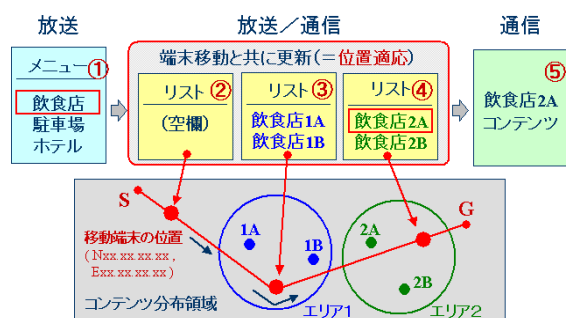 放送
放送／通信
通信
メニュー①
飲食店
駐車場
ホテル
端末移動と共に更新(=位置適応)
リスト②
(空欄)
リスト③
飲食店1A
飲食店1B
リスト④
飲食店2A
飲食店2B
⑤
飲食店2A
コンテンツ
S
G
1A
1B
2A
2B
移動端末の位置
(Nxx.xx.xx.xx,
Exx.xx.xx.xx)
コンテンツ分布領域
エリア1
エリア2